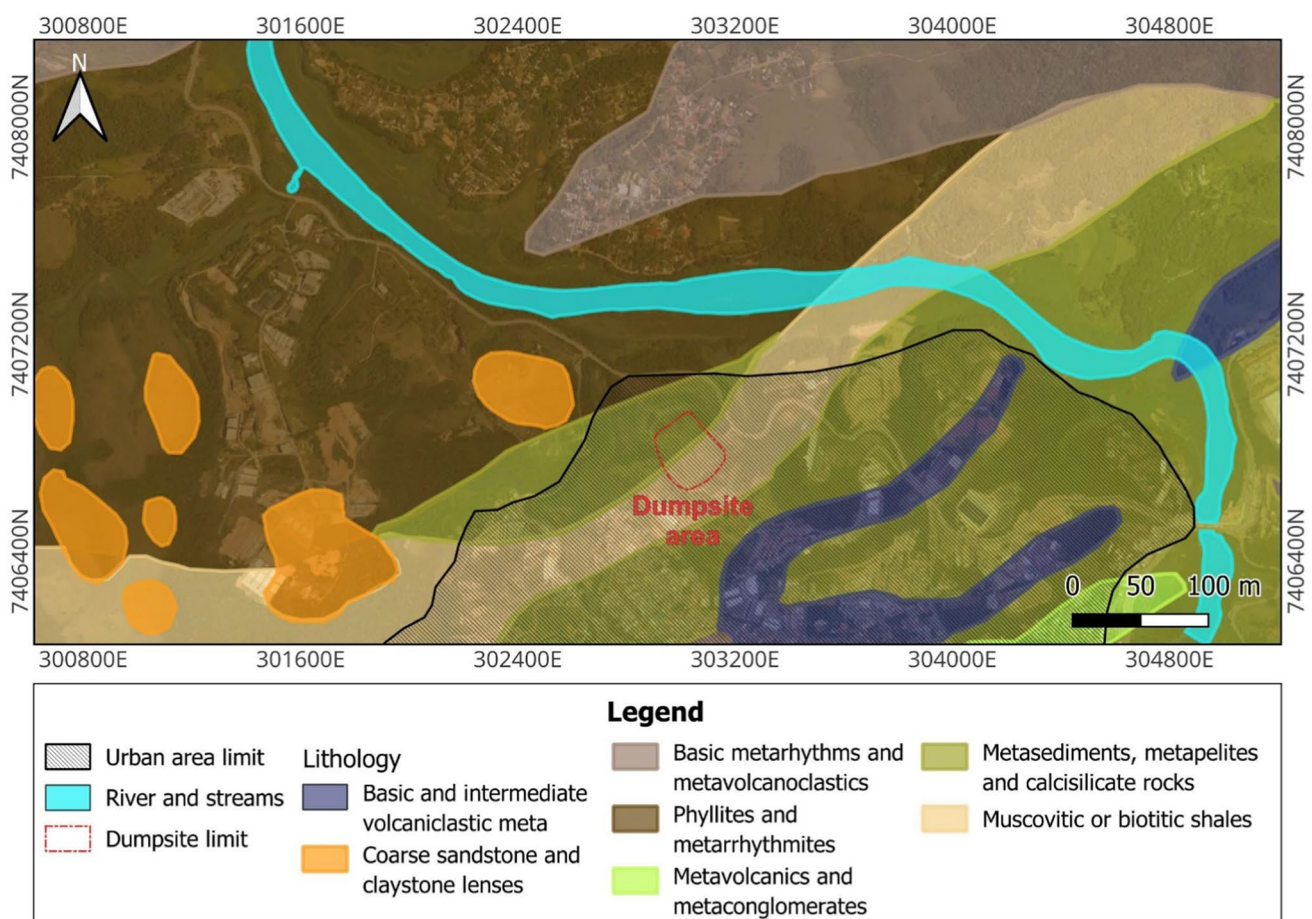 300800E 301600E 302400E 303200E 304000E 304800E
N
7408000N 7408000N
7407200N 7407200N
Dumpsite
area
7406400N 7406400N
0 50 100 m
300800E 301600E 302400E 303200E 304000E 304800E
Legend
Urban area limit
River and streams
Dumpsite limit
Lithology
Basic and intermediate
volcaniclastic meta
Coarse sandstone and
claystone lenses
Basic metarhythms and
metavolcanoclastics
Phyllites and
metarrhythmites
Metavolcanics and
metaconglomerates
Metasediments, metapelites
and calcisilicate rocks
Muscovitic or biotitic shales